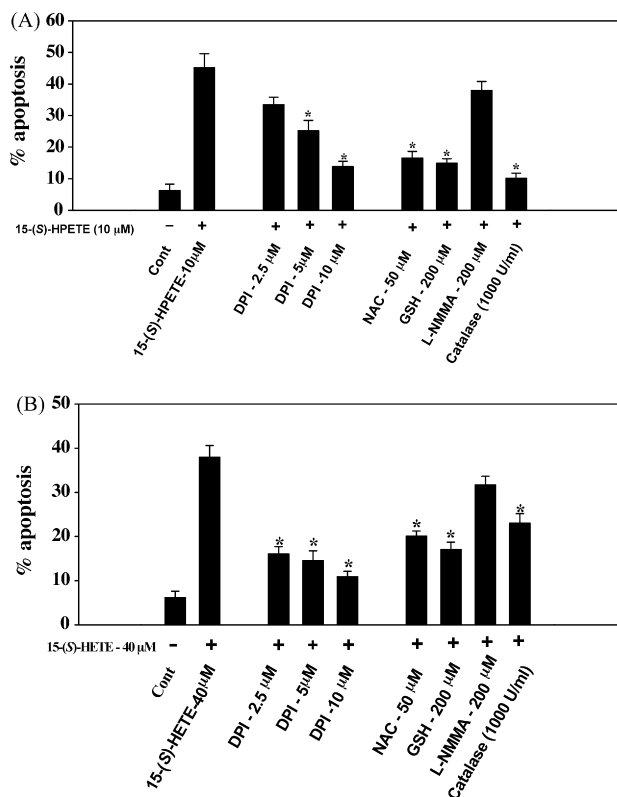 (A)
60
50
40
30
20
10
0
% apoptosis
* * * * *
15-(S)-HPETE (10 μM) – + + + + + + + +
Cont
15-(S)-HPETE-10μM
DPI - 2.5 μM
DPI - 5μM
DPI -10 μM
NAC - 50 μM
GSH - 200 μM
L-NMMA - 200 μM
Catalase (1000 U/ml)
(B)
50
40
30
20
10
0
% apoptosis
* * * * * *
15-(S)-HETE - 40 μM - + + + + + + + +
Cont
15-(S)-HETE-40μM
DPI - 2.5 μM
DPI - 5μM
DPI -10 μM
NAC - 50 μM
GSH - 200 μM
L-NMMA - 200 μM
Catalase (1000 U/ml)